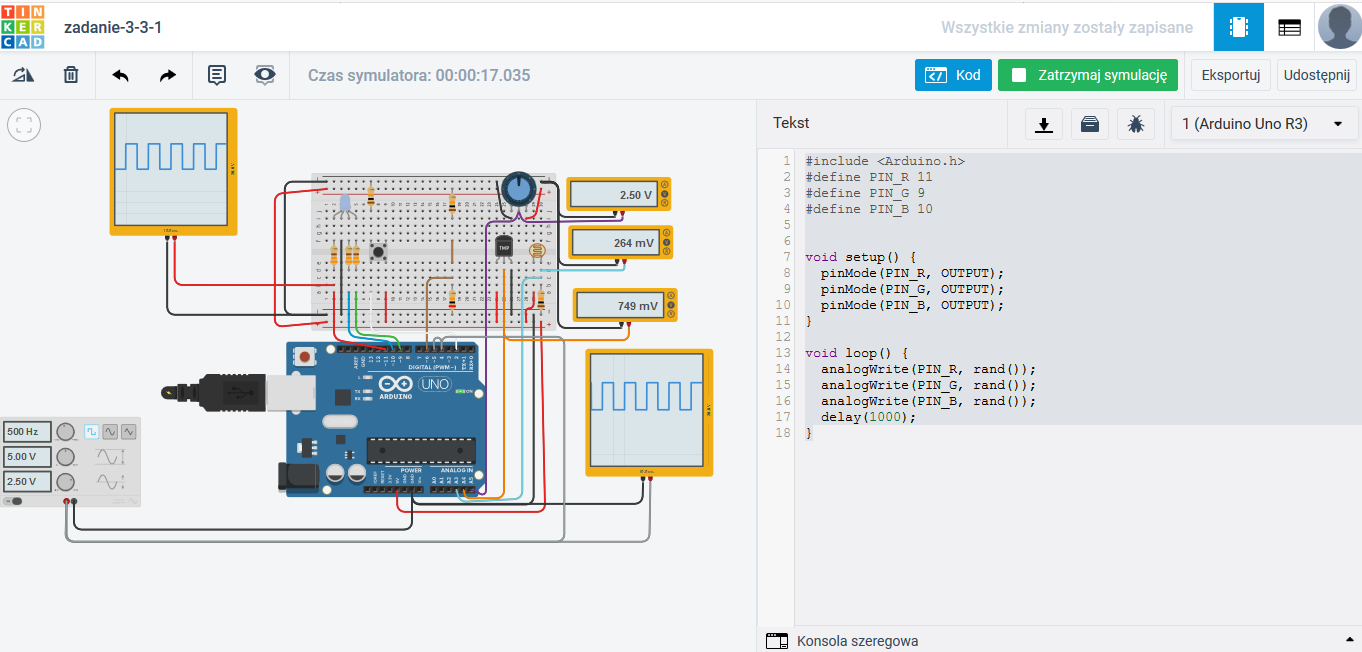 TINKERCAD
zadanie-3-3-1
Wszystkie zmiany zostały zapisane
Czas symulatora: 00:00:17.035
Kod
Zatrzymaj symulację
Eksportuj
Udostępnij
Tekst
1 (Arduino Uno R3)
1 #include <Arduino.h>
2 #define PIN_R 11
3 #define PIN_G 9
4 #define PIN_B 10
5
6
7 void setup() {
8 pinMode(PIN_R, OUTPUT);
9 pinMode(PIN_G, OUTPUT);
10 pinMode(PIN_B, OUTPUT);
11 }
12
13 void loop() {
14 analogWrite(PIN_R, rand());
15 analogWrite(PIN_G, rand());
16 analogWrite(PIN_B, rand());
17 delay(1000);
18 }
Konsola szeregowa
2.50 V
264 mV
749 mV
TMP
DIGITAL (PWM~)
UNO
ARDUINO
TX
RX
L
ON
POWER
ANALOG IN
500 Hz
5.00 V
2.50 V